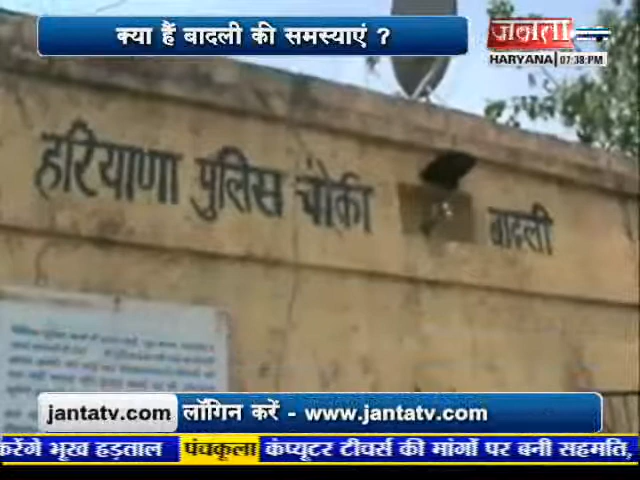 क्या हैं बादली की समस्याएं ?
जनता
HARYANA 07:38:PM
हरियाणा पुलिस चौकी बादली
jantatv.com लॉगिन करें - www.jantatv.com
करेंगे भूख हड़ताल पंचकूला कंप्यूटर टीचर्स की मांगों पर बनी सहमति,